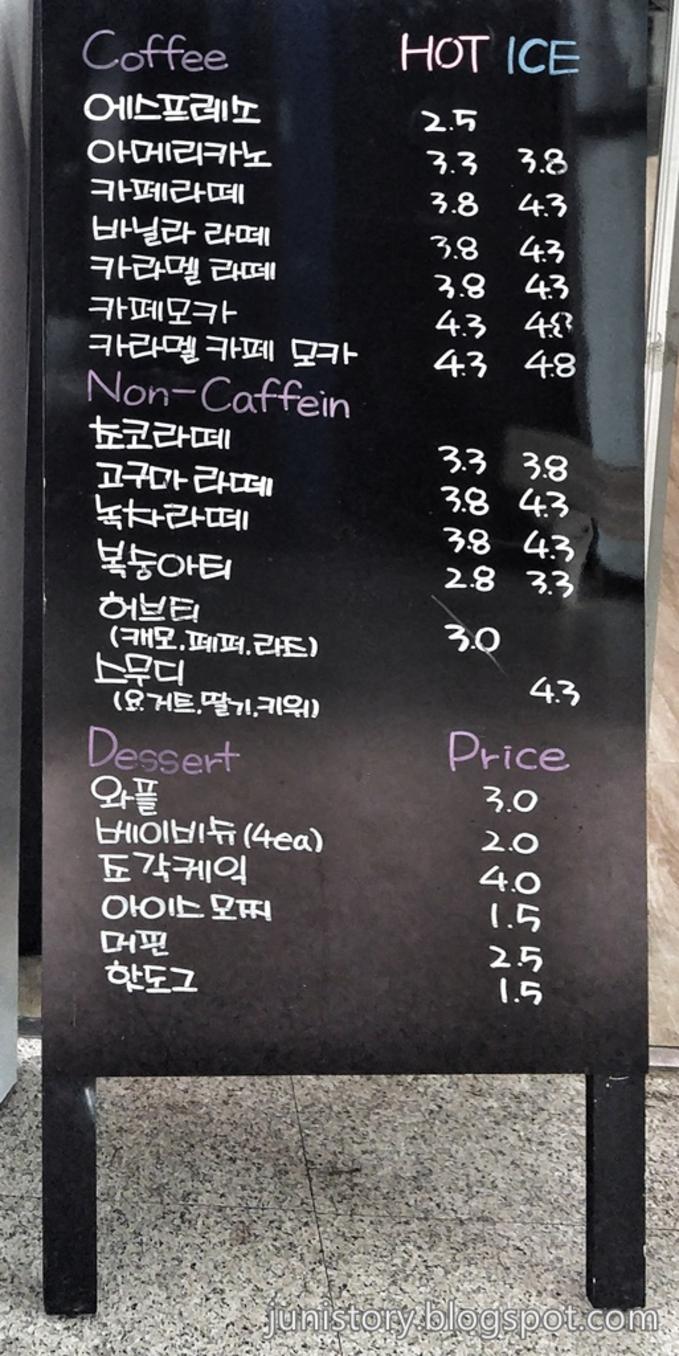 Coffee HOT ICE
에스프레노 2.5
아메리카노 3.3 3.8
카페라떼 3.8 4.3
바닐라 라떼 3.8 4.3
카라멜 라떼 3.8 4.3
카페모카 4.3 4.8
카라멜 카페 모카 4.3 4.8
Non-Caffein
쵸코라떼 3.3 3.8
고구마 라떼 3.8 4.3
녹차라떼 3.8 4.3
복숭아티 2.8 3.3
허브티
(캐모.페퍼.라드) 3.0
스무디
(요거트.딸기.키위) 4.3
Dessert Price
와플 3.0
베이비슈(4ea) 2.0
조각케익 4.0
아이스 모찌 1.5
머핀 2.5
핫도그 1.5
junistory.blogspot.com